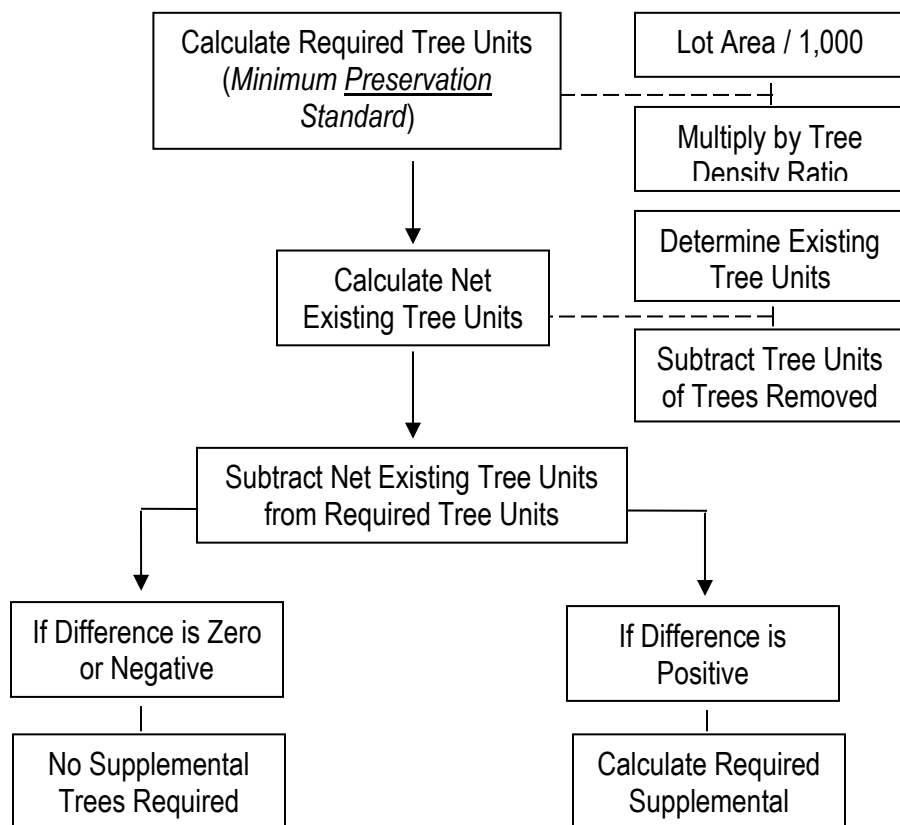 Calculate Required Tree Units
(Minimum Preservation
Standard)
Lot Area / 1,000
Multiply by Tree
Density Ratio
Calculate Net
Existing Tree Units
Determine Existing
Tree Units
Subtract Tree Units
of Trees Removed
Subtract Net Existing Tree Units
from Required Tree Units
If Difference is Zero
or Negative
If Difference is
Positive
No Supplemental
Trees Required
Calculate Required
Supplemental